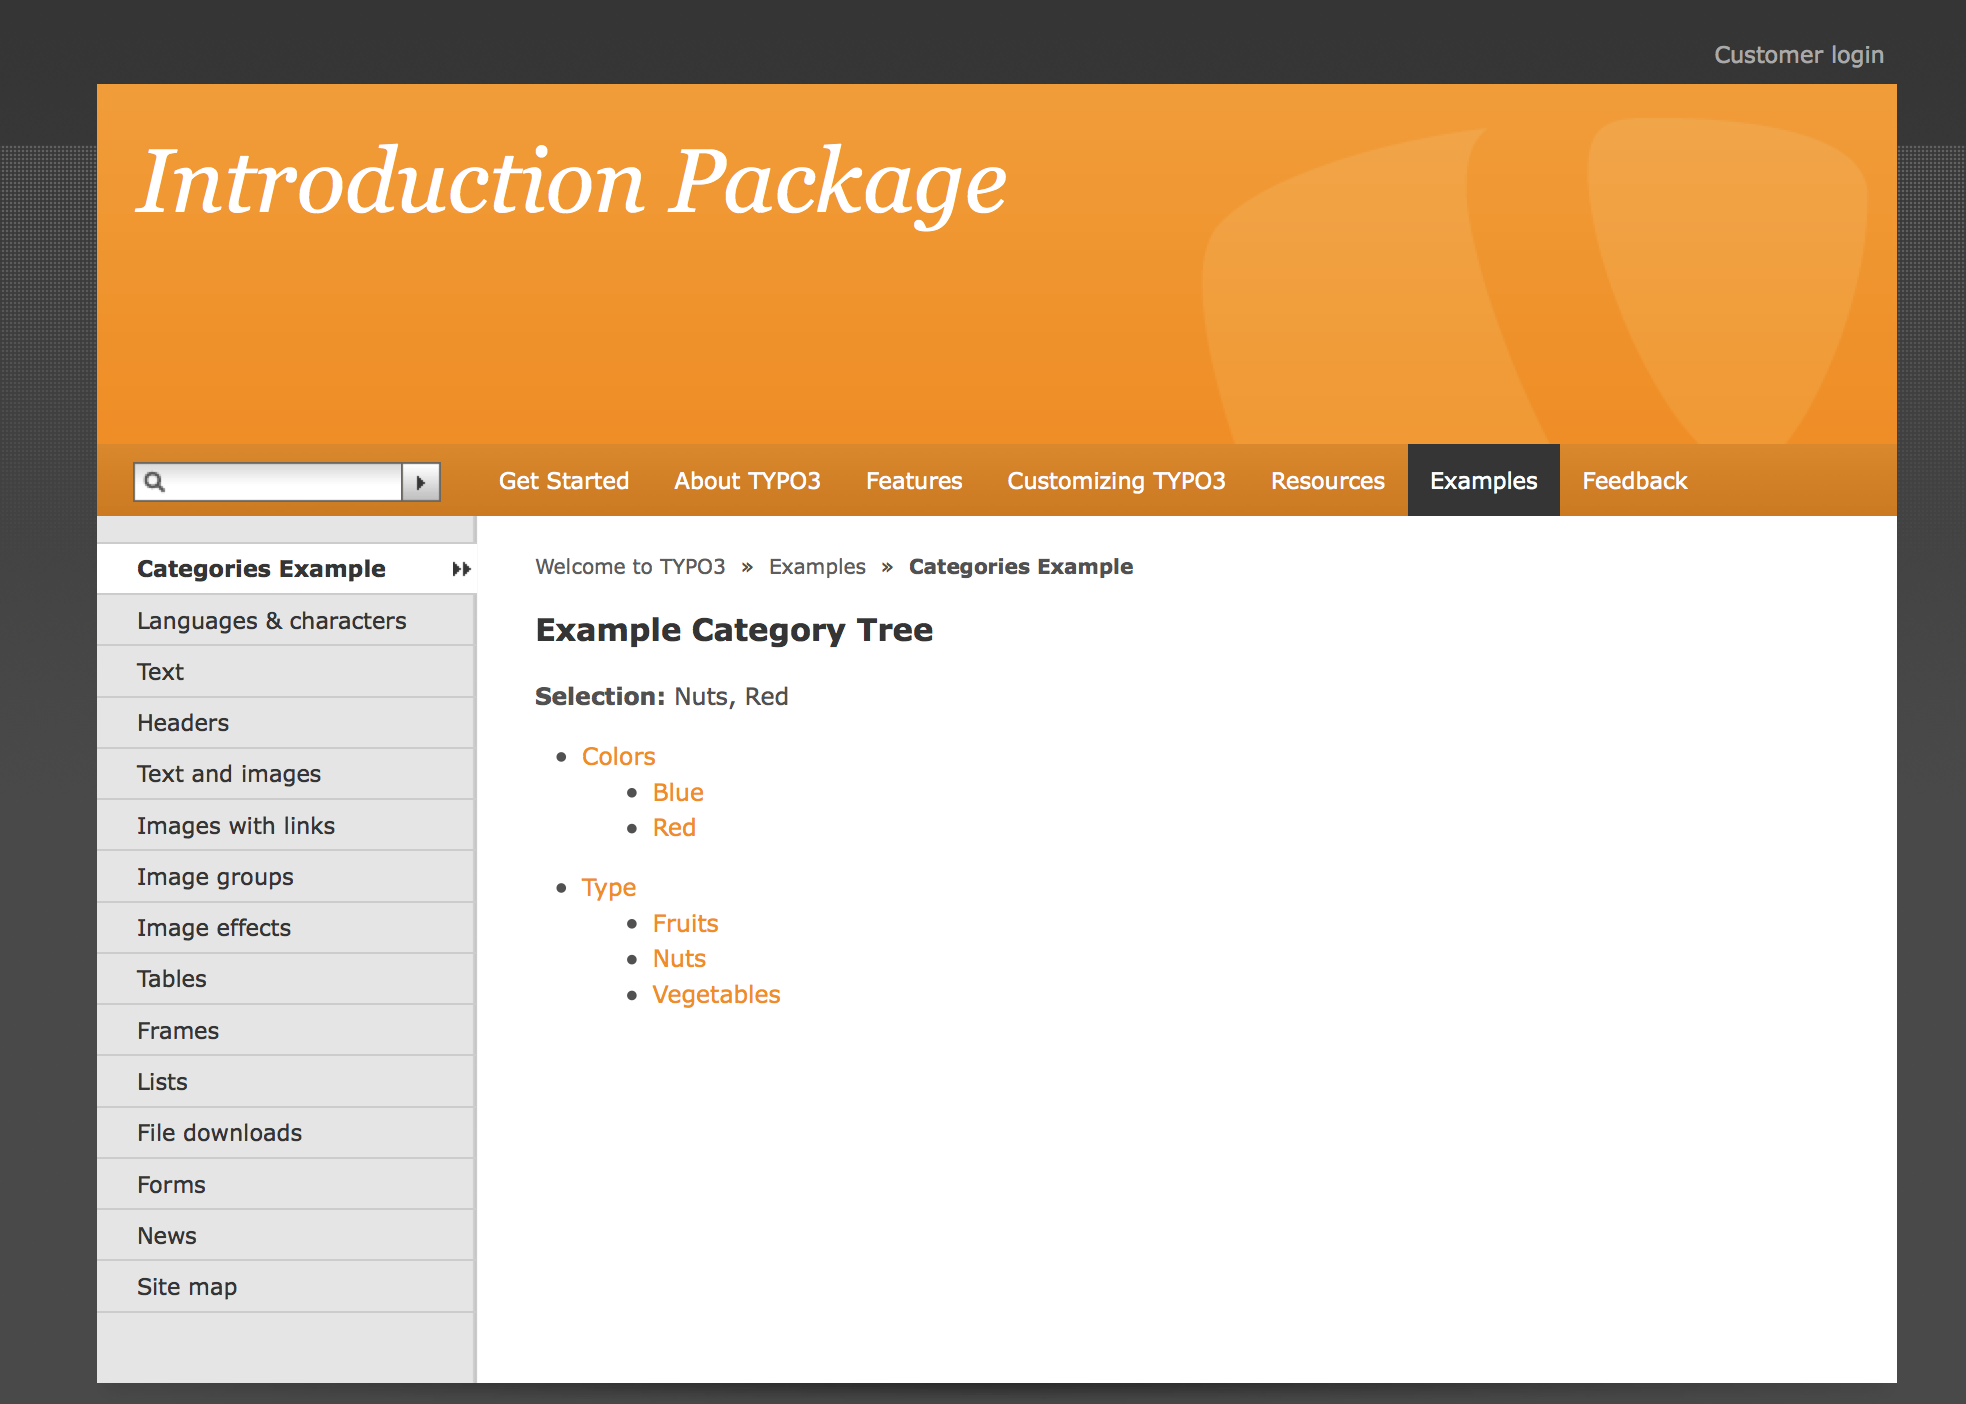 Customer login
Introduction Package
Get Started About TYPO3 Features Customizing TYPO3 Resources Examples Feedback
Categories Example
Languages & characters
Text
Headers
Text and images
Images with links
Image groups
Image effects
Tables
Frames
Lists
File downloads
Forms
News
Site map
Welcome to TYPO3 » Examples » Categories Example
Example Category Tree
Selection: Nuts, Red
Colors
Blue
Red
Type
Fruits
Nuts
Vegetables